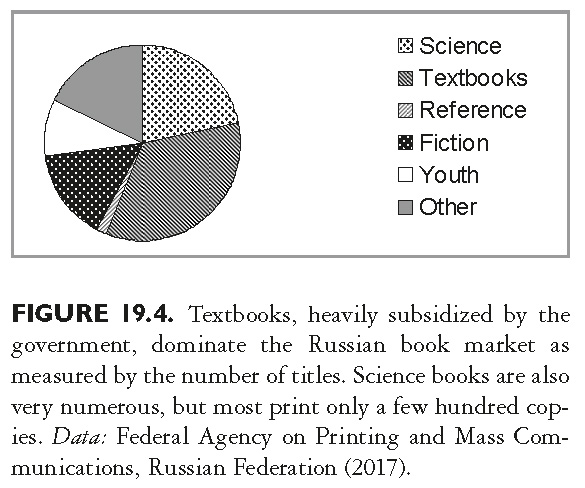 Science
Textbooks
Reference
Fiction
Youth
Other
FIGURE 19.4. Textbooks, heavily subsidized by the
government, dominate the Russian book market as
measured by the number of titles. Science books are also
very numerous, but most print only a few hundred cop-
ies. Data: Federal Agency on Printing and Mass Com-
munications, Russian Federation (2017).